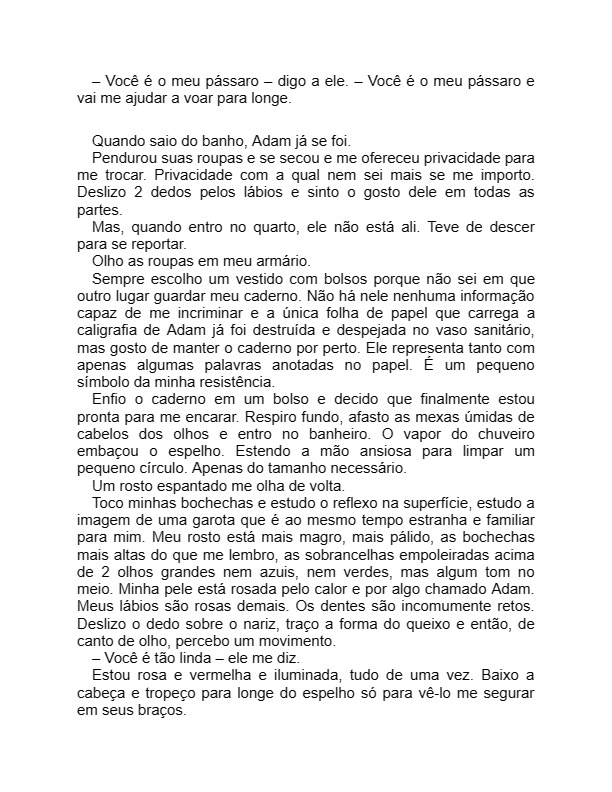 – Você é o meu pássaro – digo a ele. – Você é o meu pássaro e
vai me ajudar a voar para longe.
Quando saio do banho, Adam já se foi.
Pendurou suas roupas e se secou e me ofereceu privacidade para
me trocar. Privacidade com a qual nem sei mais se me importo.
Deslizo 2 dedos pelos lábios e sinto o gosto dele em todas as
partes.
Mas, quando entro no quarto, ele não está ali. Teve de descer
para se reportar.
Olho as roupas em meu armário.
Sempre escolho um vestido com bolsos porque não sei em que
outro lugar guardar meu caderno. Não há nele nenhuma informação
capaz de me incriminar e a única folha de papel que carrega a
caligrafia de Adam já foi destruída e despejada no vaso sanitário,
mas gosto de manter o caderno por perto. Ele representa tanto com
apenas algumas palavras anotadas no papel. É um pequeno
símbolo da minha resistência.
Enfio o caderno em um bolso e decido que finalmente estou
pronta para me encarar. Respiro fundo, afasto as mexas úmidas de
cabelos dos olhos e entro no banheiro. O vapor do chuveiro
embaçou o espelho. Estendo a mão ansiosa para limpar um
pequeno círculo. Apenas do tamanho necessário.
Um rosto espantado me olha de volta.
Toco minhas bochechas e estudo o reflexo na superfície, estudo a
imagem de uma garota que é ao mesmo tempo estranha e familiar
para mim. Meu rosto está mais magro, mais pálido, as bochechas
mais altas do que me lembro, as sobrancelhas empoleiradas acima
de 2 olhos grandes nem azuis, nem verdes, mas algum tom no
meio. Minha pele está rosada pelo calor e por algo chamado Adam.
Meus lábios são rosas demais. Os dentes são incomumente retos.
Deslizo o dedo sobre o nariz, traço a forma do queixo e então, de
canto de olho, percebo um movimento.
– Você é tão linda – ele me diz.
Estou rosa e vermelha e iluminada, tudo de uma vez. Baixo a
cabeça e tropeço para longe do espelho só para vê-lo me segurar
em seus braços.